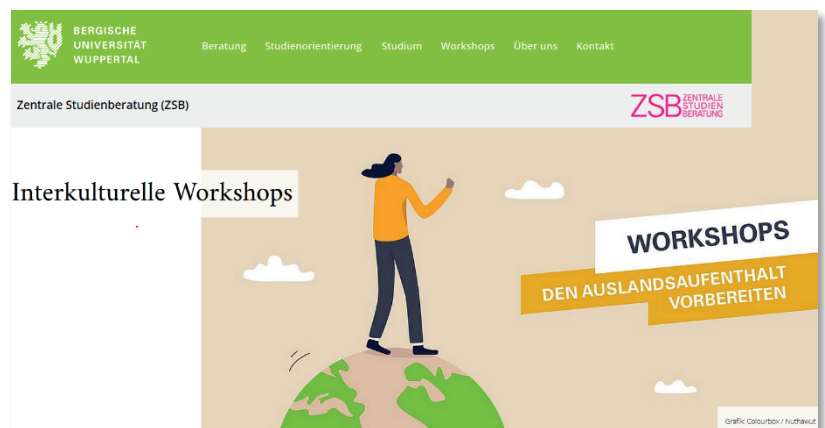 BERGISCHE
UNIVERSITÄT
WUPPERTAL
Beratung Studienorientierung Studium Workshops Über uns Kontakt
Zentrale Studienberatung (ZSB)
ZSB ZENTRALE
STUDIEN
BERATUNG
Interkulturelle Workshops
WORKSHOPS
DEN AUSLANDSAUFENTHALT
VORBEREITEN
Grafik: Colourbox / Nuthawut